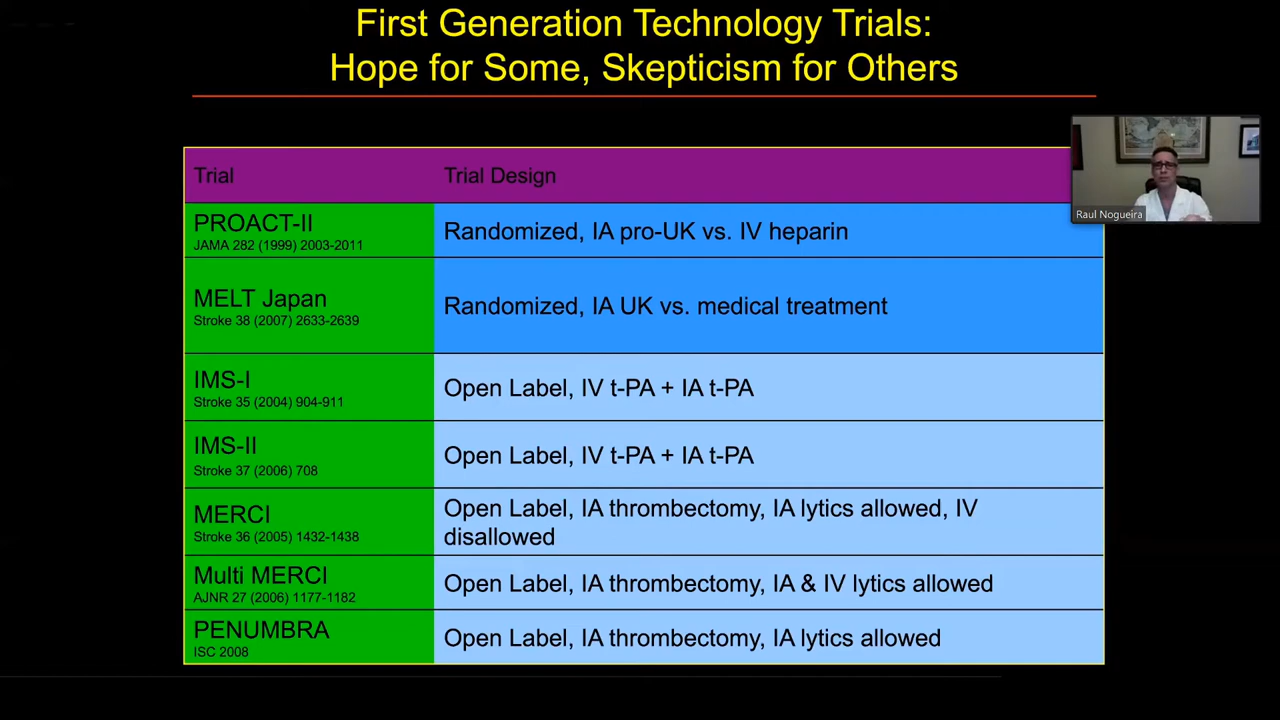 First Generation Technology Trials:
Hope for Some, Skepticism for Others
Raul Nogueira
Trial
Trial Design
PROACT-II
JAMA 282 (1999) 2003-2011
Randomized, IA pro-UK vs. IV heparin
MELT Japan
Stroke 38 (2007) 2633-2639
Randomized, IA UK vs. medical treatment
IMS-I
Stroke 35 (2004) 904-911
Open Label, IV t-PA + IA t-PA
IMS-II
Stroke 37 (2006) 708
Open Label, IV t-PA + IA t-PA
MERCI
Stroke 36 (2005) 1432-1438
Open Label, IA thrombectomy, IA lytics allowed, IV
disallowed
Multi MERCI
AJNR 27 (2006) 1177-1182
Open Label, IA thrombectomy, IA & IV lytics allowed
PENUMBRA
ISC 2008
Open Label, IA thrombectomy, IA lytics allowed